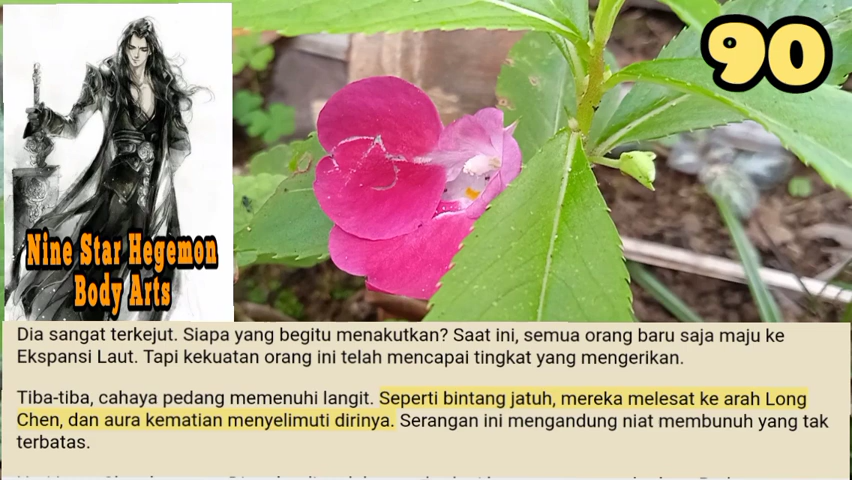 90
Nine Star Hegemon
Body Arts
Dia sangat terkejut. Siapa yang begitu menakutkan? Saat ini, semua orang baru saja maju ke
Ekspansi Laut. Tapi kekuatan orang ini telah mencapai tingkat yang mengerikan.
Tiba-tiba, cahaya pedang memenuhi langit. Seperti bintang jatuh, mereka melesat ke arah Long
Chen, dan aura kematian menyelimuti dirinya. Serangan ini mengandung niat membunuh yang tak
terbatas.